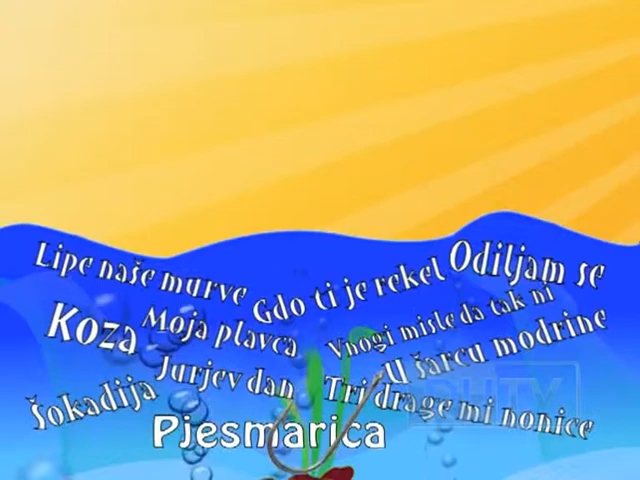 Lipe naše murve
Gdo ti je rekel
Odiljam se
Koza
Moja plavca
Vnogi misle da tak ni
Jurjev dan
U šarcu modrine
Šokadija
Tri drage mi nonice
Pjesmarica